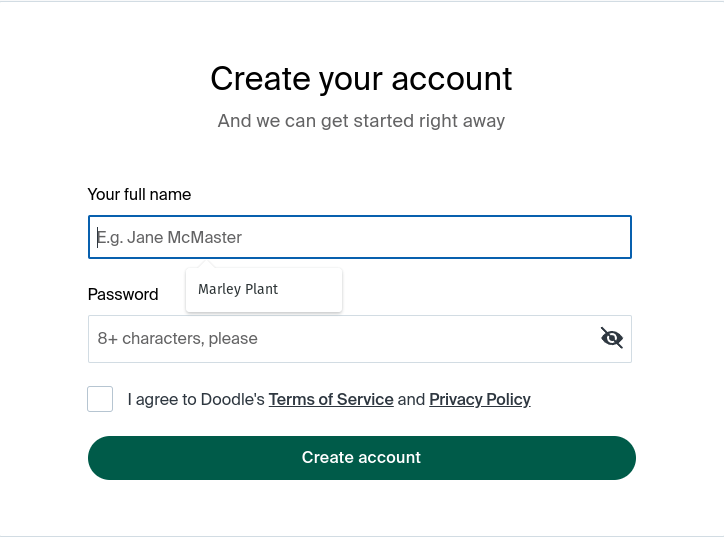 Create your account
And we can get started right away
Your full name
E.g. Jane McMaster
Marley Plant
Password
8+ characters, please
I agree to Doodle's Terms of Service and Privacy Policy
Create account